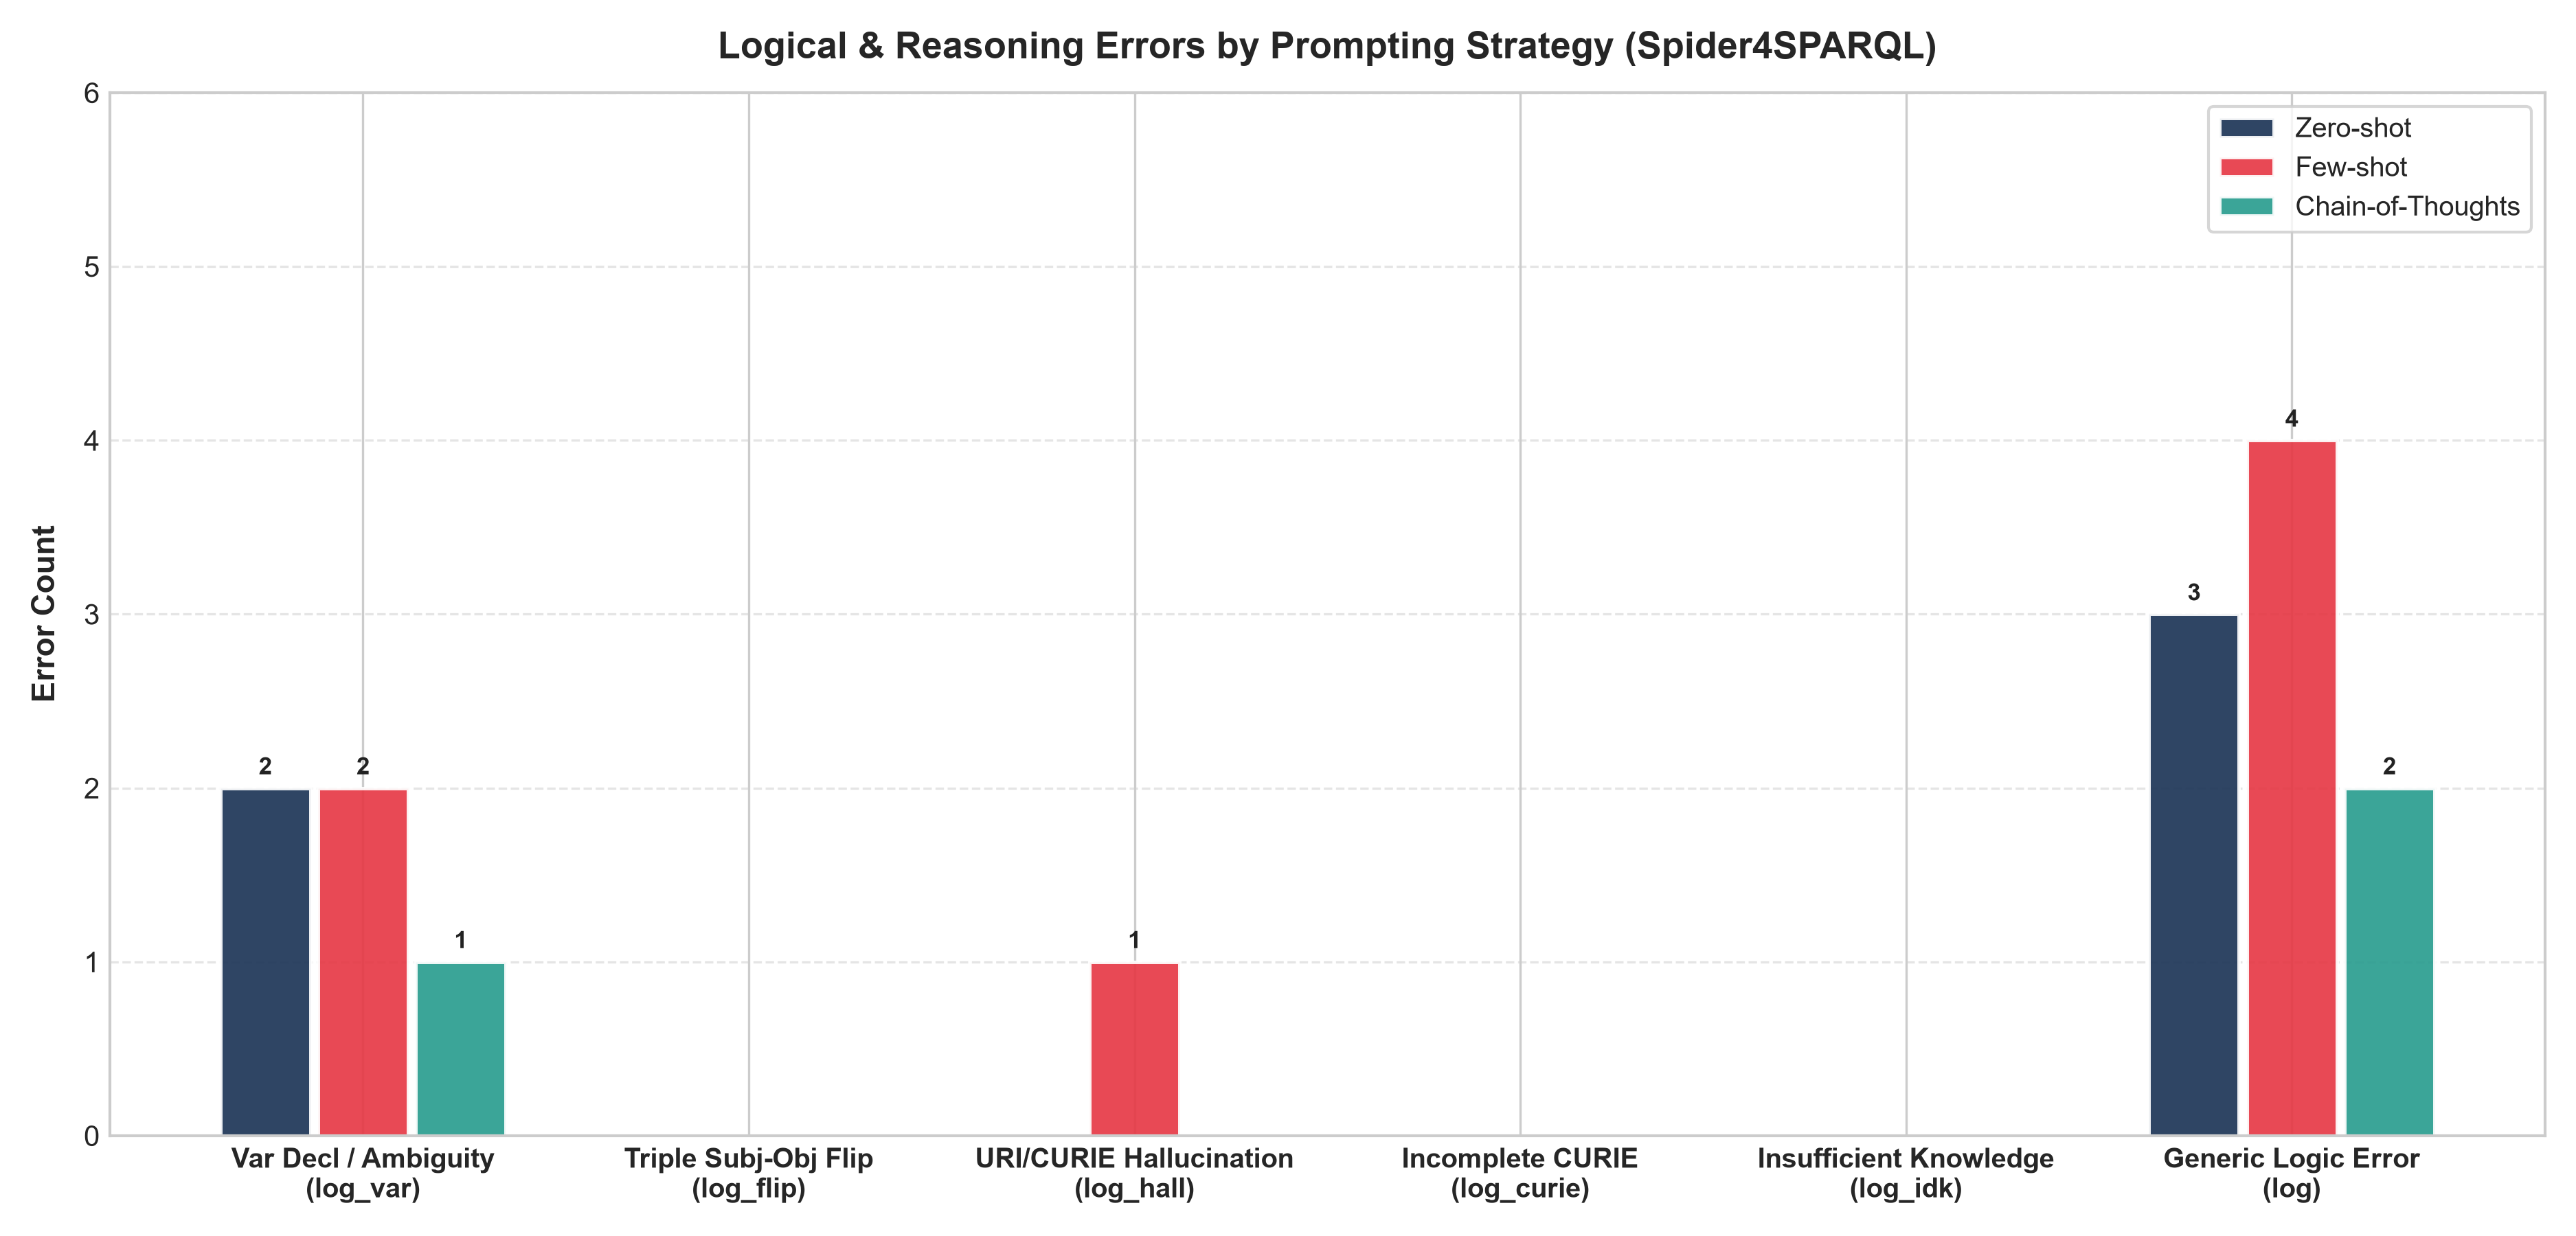 Logical & Reasoning Errors by Prompting Strategy (Spider4SPARQL)
Zero-shot
Few-shot
Chain-of-Thoughts
Error Count
6
5
4
3
2
1
0
2
2
1
1
3
4
2
Var Decl / Ambiguity
(log_var)
Triple Subj-Obj Flip
(log_flip)
URI/CURIE Hallucination
(log_hall)
Incomplete CURIE
(log_curie)
Insufficient Knowledge
(log_idk)
Generic Logic Error
(log)